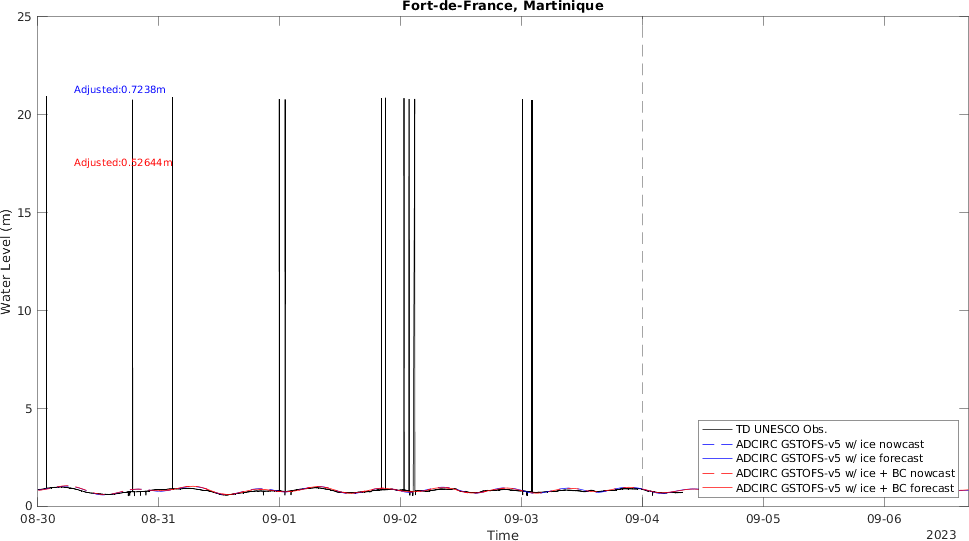 Fort-de-France, Martinique
25
20
15
10
5
0
Water Level (m)
Adjusted:0.7238m
Adjusted:0.62644m
TD UNESCO Obs.
ADCIRC GSTOFS-v5 w/ ice nowcast
ADCIRC GSTOFS-v5 w/ ice forecast
ADCIRC GSTOFS-v5 w/ ice + BC nowcast
ADCIRC GSTOFS-v5 w/ ice + BC forecast
08-30 08-31 09-01 09-02 09-03 09-04 09-05 09-06
Time
2023